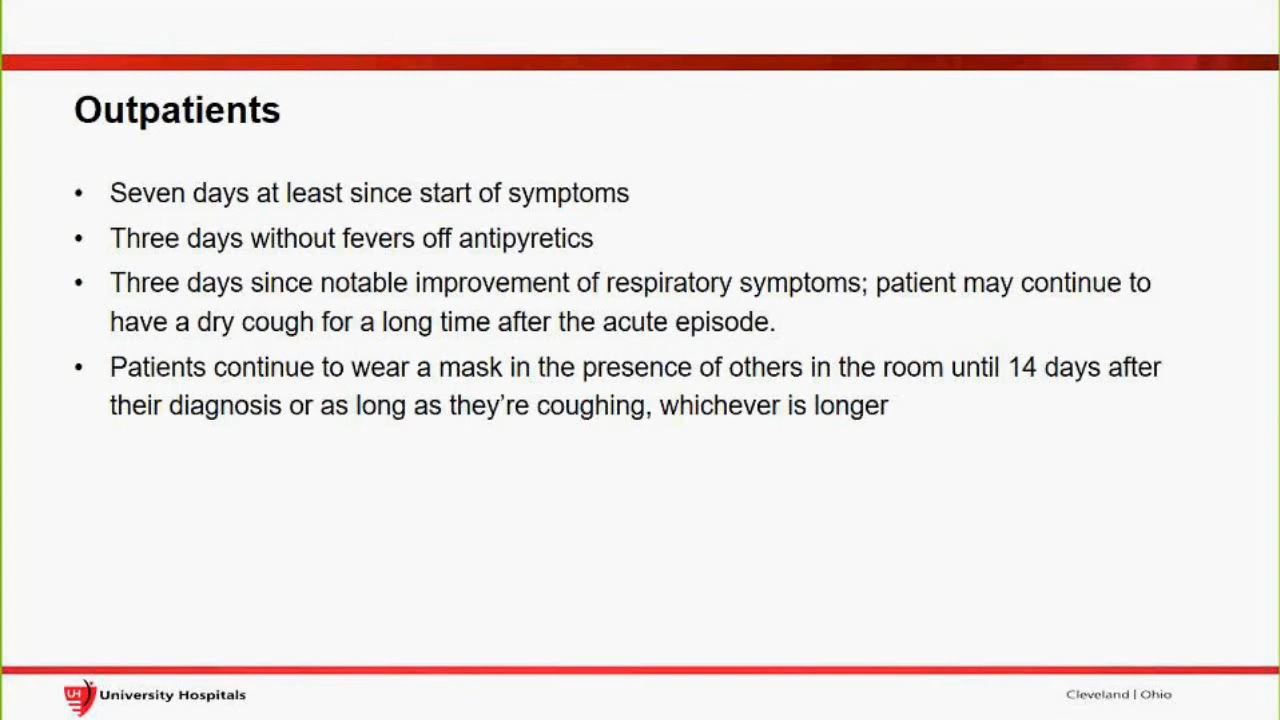 Outpatients
• Seven days at least since start of symptoms
• Three days without fevers off antipyretics
• Three days since notable improvement of respiratory symptoms; patient may continue to
have a dry cough for a long time after the acute episode.
• Patients continue to wear a mask in the presence of others in the room until 14 days after
their diagnosis or as long as they’re coughing, whichever is longer
UH University Hospitals
Cleveland | Ohio